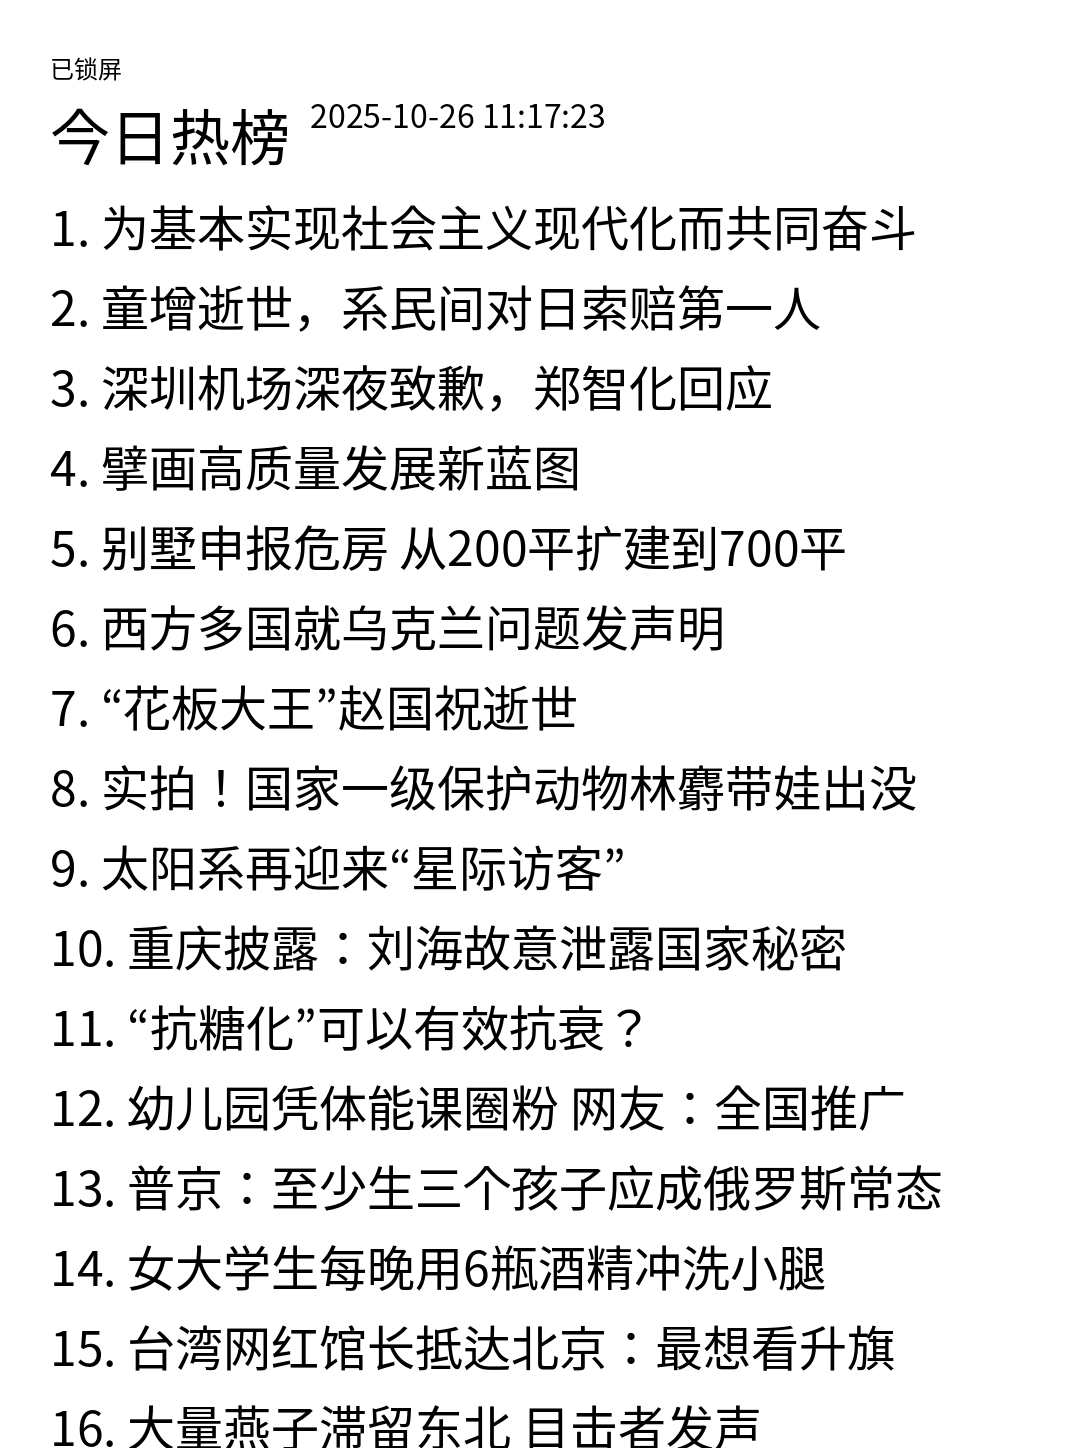 已锁屏
今日热榜 2025-10-26 11:17:23
1. 为基本实现社会主义现代化而共同奋斗
2. 童增逝世，系民间对日索赔第一人
3. 深圳机场深夜致歉，郑智化回应
4. 擘画高质量发展新蓝图
5. 别墅申报危房 从200平扩建到700平
6. 西方多国就乌克兰问题发声明
7. “花板大王”赵国祝逝世
8. 实拍！国家一级保护动物林麝带娃出没
9. 太阳系再迎来“星际访客”
10. 重庆披露：刘海故意泄露国家秘密
11. “抗糖化”可以有效抗衰？
12. 幼儿园凭体能课圈粉 网友：全国推广
13. 普京：至少生三个孩子应成俄罗斯常态
14. 女大学生每晚用6瓶酒精冲洗小腿
15. 台湾网红馆长抵达北京：最想看升旗
16. 大量燕子滞留东北 目击者发声